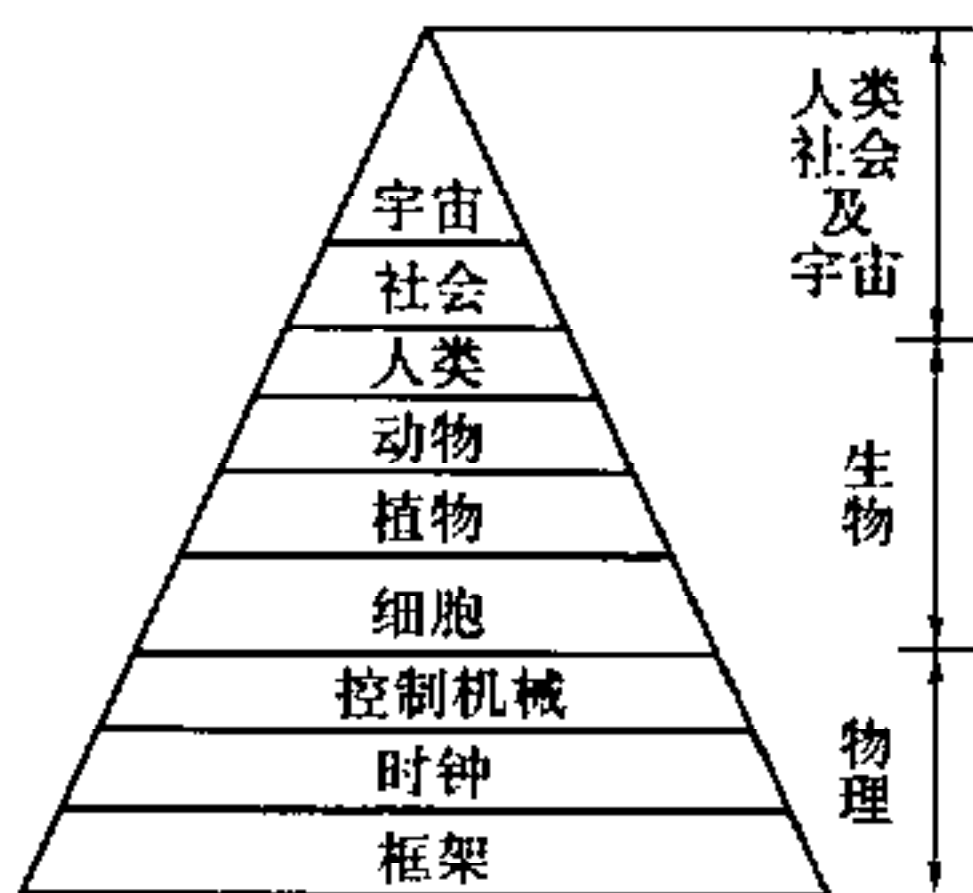 宇宙
社会
人类
动物
植物
细胞
控制机械
时钟
框架
人类
社会
及
宇宙
生
物
物
理